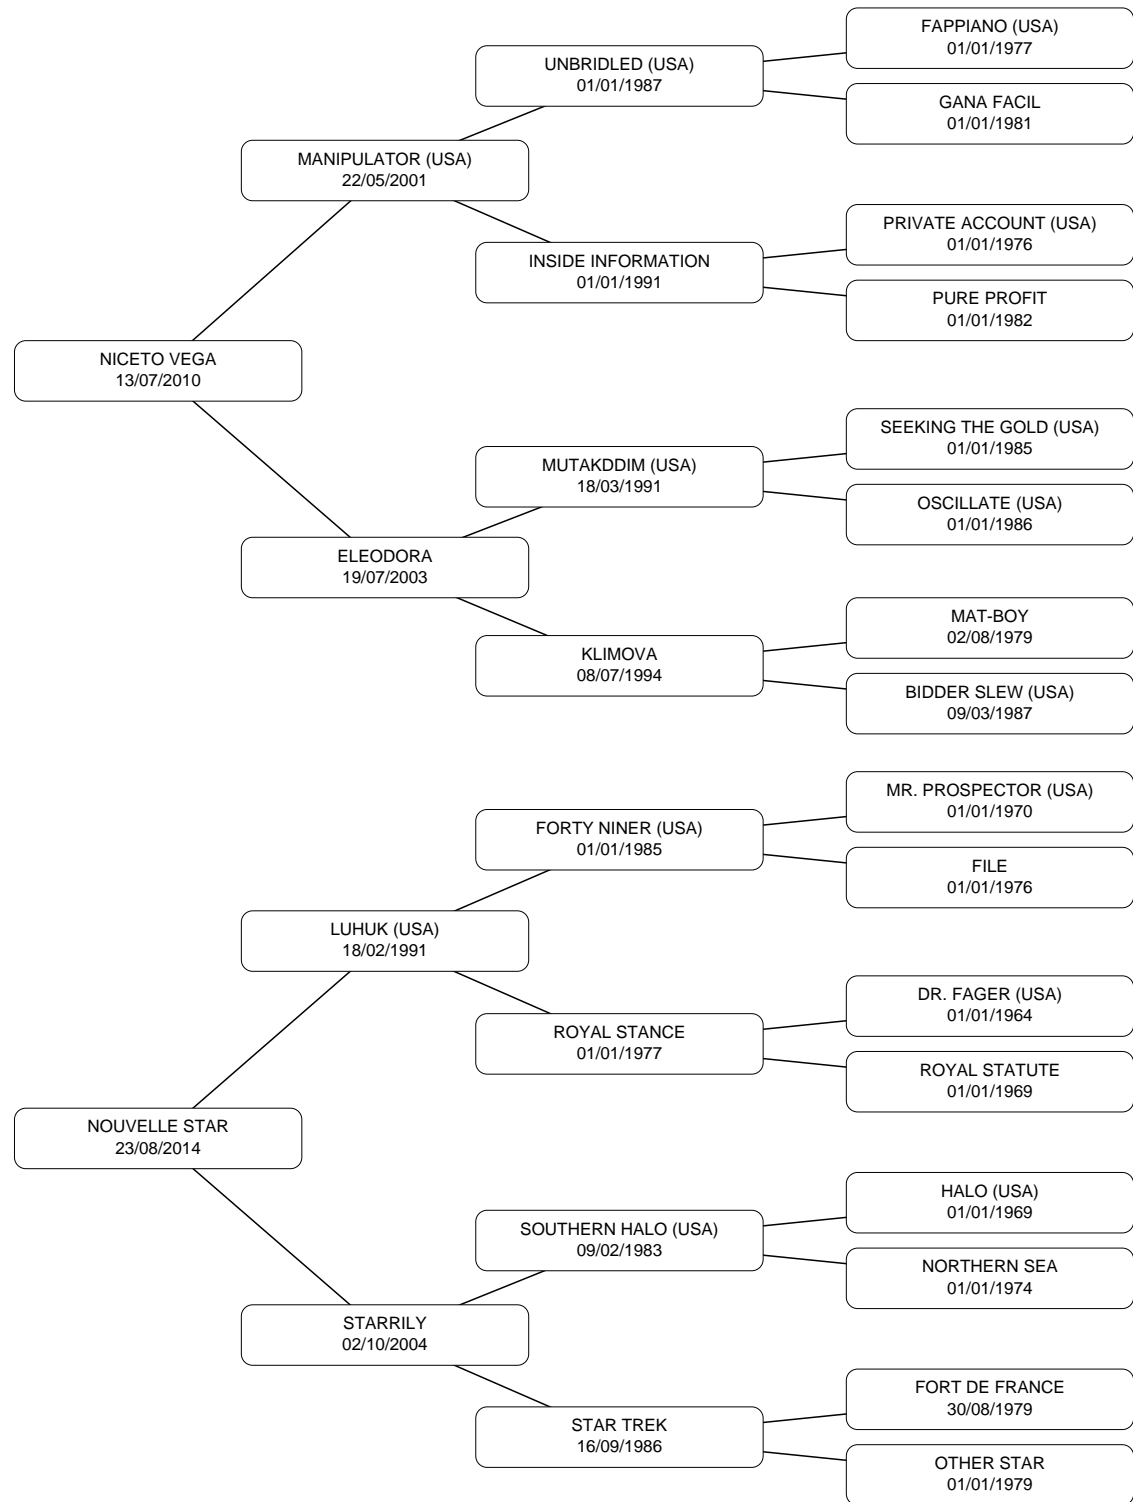 FAPPIANO (USA)
01/01/1977
UNBRIDLED (USA)
01/01/1987
GANA FACIL
01/01/1981
MANIPULATOR (USA)
22/05/2001
PRIVATE ACCOUNT (USA)
01/01/1976
INSIDE INFORMATION
01/01/1991
PURE PROFIT
01/01/1982
NICETO VEGA
13/07/2010
SEEKING THE GOLD (USA)
01/01/1985
MUTAKDDIM (USA)
18/03/1991
OSCILLATE (USA)
01/01/1986
ELEODORA
19/07/2003
MAT-BOY
02/08/1979
KLIMOVA
08/07/1994
BIDDER SLEW (USA)
09/03/1987
MR. PROSPECTOR (USA)
01/01/1970
FORTY NINER (USA)
01/01/1985
FILE
01/01/1976
LUHUK (USA)
18/02/1991
DR. FAGER (USA)
01/01/1964
ROYAL STANCE
01/01/1977
ROYAL STATUTE
01/01/1969
NOUVELLE STAR
23/08/2014
HALO (USA)
01/01/1969
SOUTHERN HALO (USA)
09/02/1983
NORTHERN SEA
01/01/1974
STARRILY
02/10/2004
FORT DE FRANCE
30/08/1979
STAR TREK
16/09/1986
OTHER STAR
01/01/1979